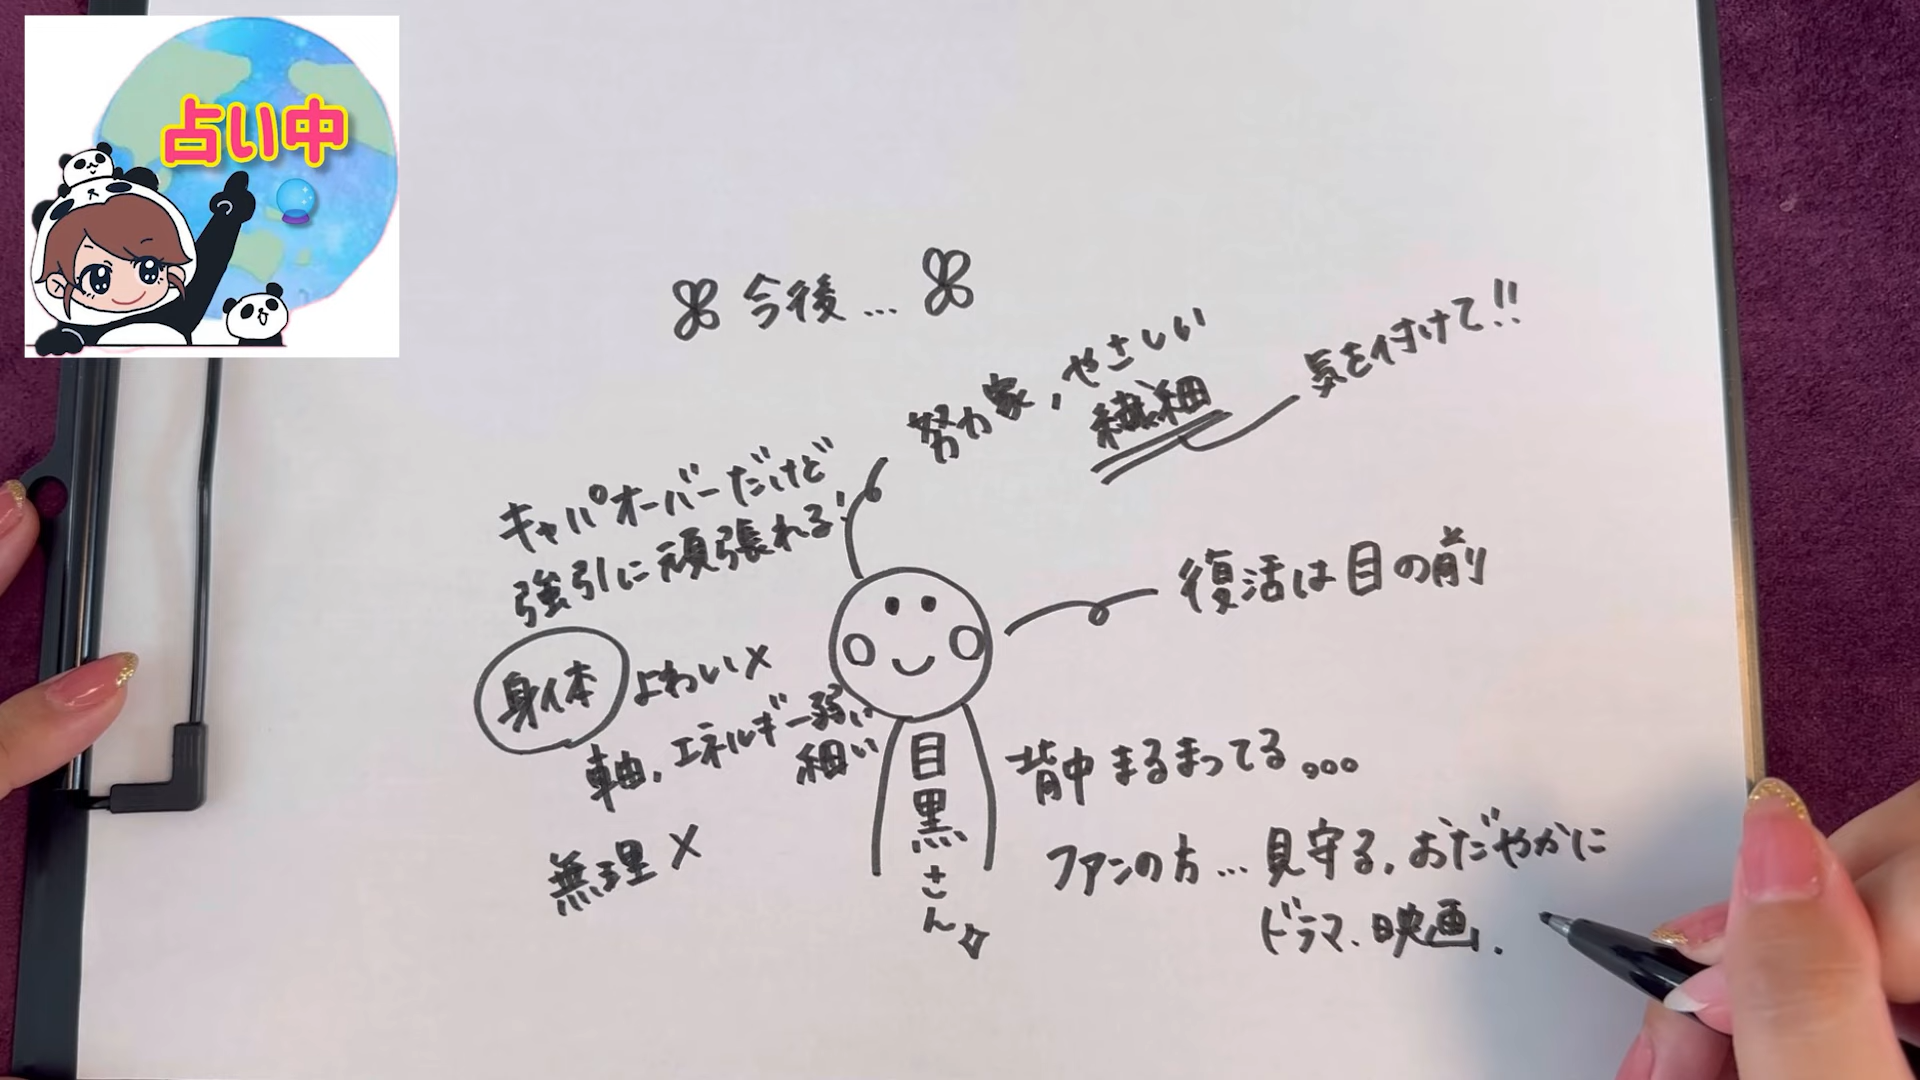 占い中
今後...
努力家、やさしい
繊細
気を付けて!!
キャパオーバーだけど
強引に頑張れる!
復活は目の前
身体 よわい×
軸、エネルギー弱い
細い
無理×
目黒さん
背中まるまってる...
ファンの方...見守る、おだやかに
ドラマ、映画、